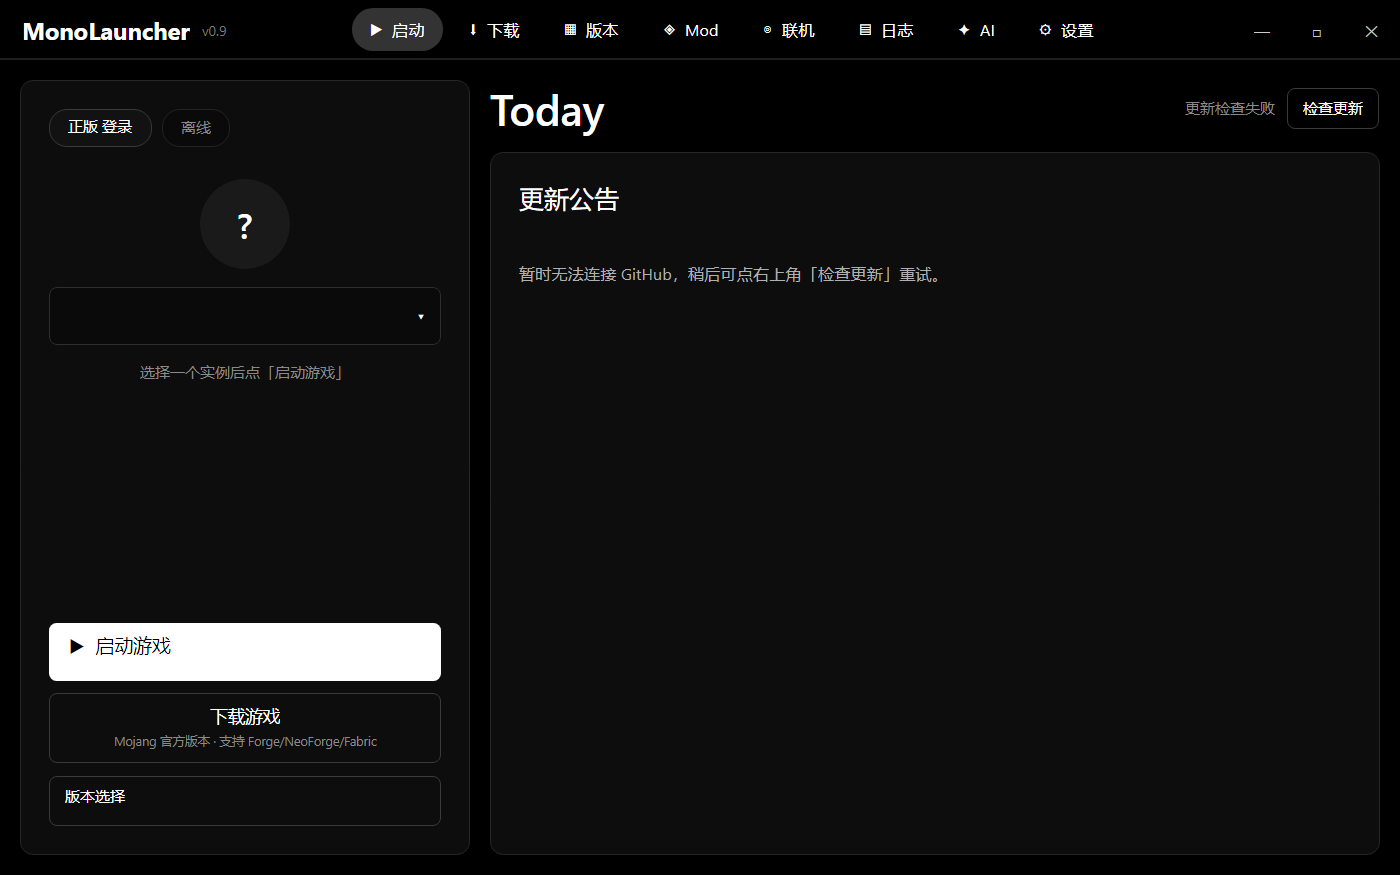 MonoLauncher v0.9
▶ 启动
⬇ 下载
▦ 版本
◈ Mod
⊚ 联机
▤ 日志
✦ AI
⚙ 设置
正版 登录
离线
?
选择一个实例后点「启动游戏」
▶ 启动游戏
下载游戏
Mojang 官方版本 · 支持 Forge/NeoForge/Fabric
版本选择
Today
更新检查失败
检查更新
更新公告
暂时无法连接 GitHub，稍后可点右上角「检查更新」重试。